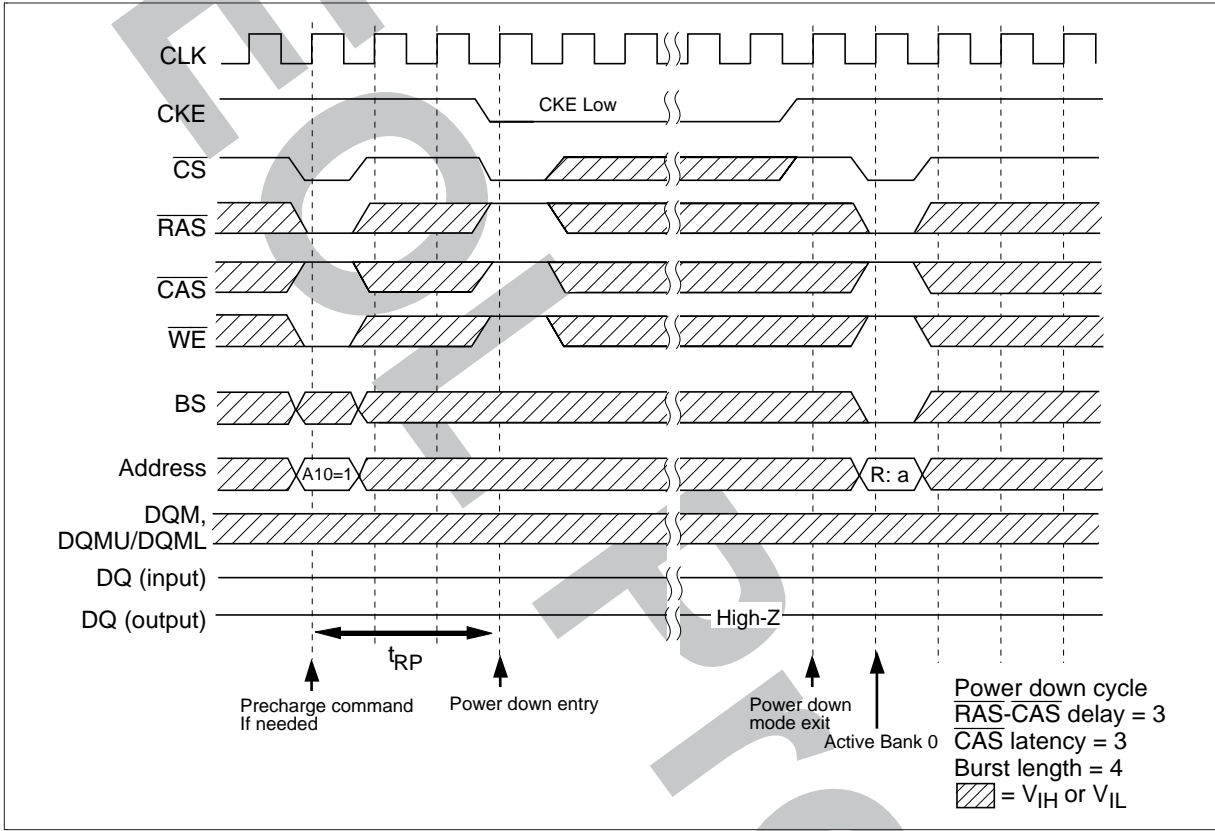 CLK
CKE
CKE Low
CS
RAS
CAS
WE
BS
Address
A10=1
R: a
DQM,
DQMU/DQML
DQ (input)
DQ (output)
High-Z
tRP
Precharge command
If needed
Power down entry
Power down
mode exit
Active Bank 0
Power down cycle
RAS-CAS delay = 3
CAS latency = 3
Burst length = 4
= VIH or VIL
EOL Pr